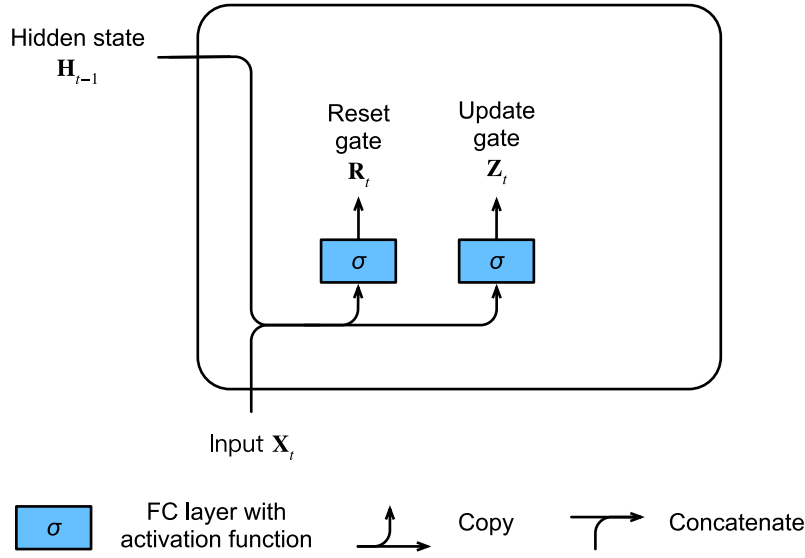 Hidden state
H_{t−1}
Reset
gate
R_t
Update
gate
Z_t
σ
σ
Input X_t
σ
FC layer with
activation function
Copy
Concatenate